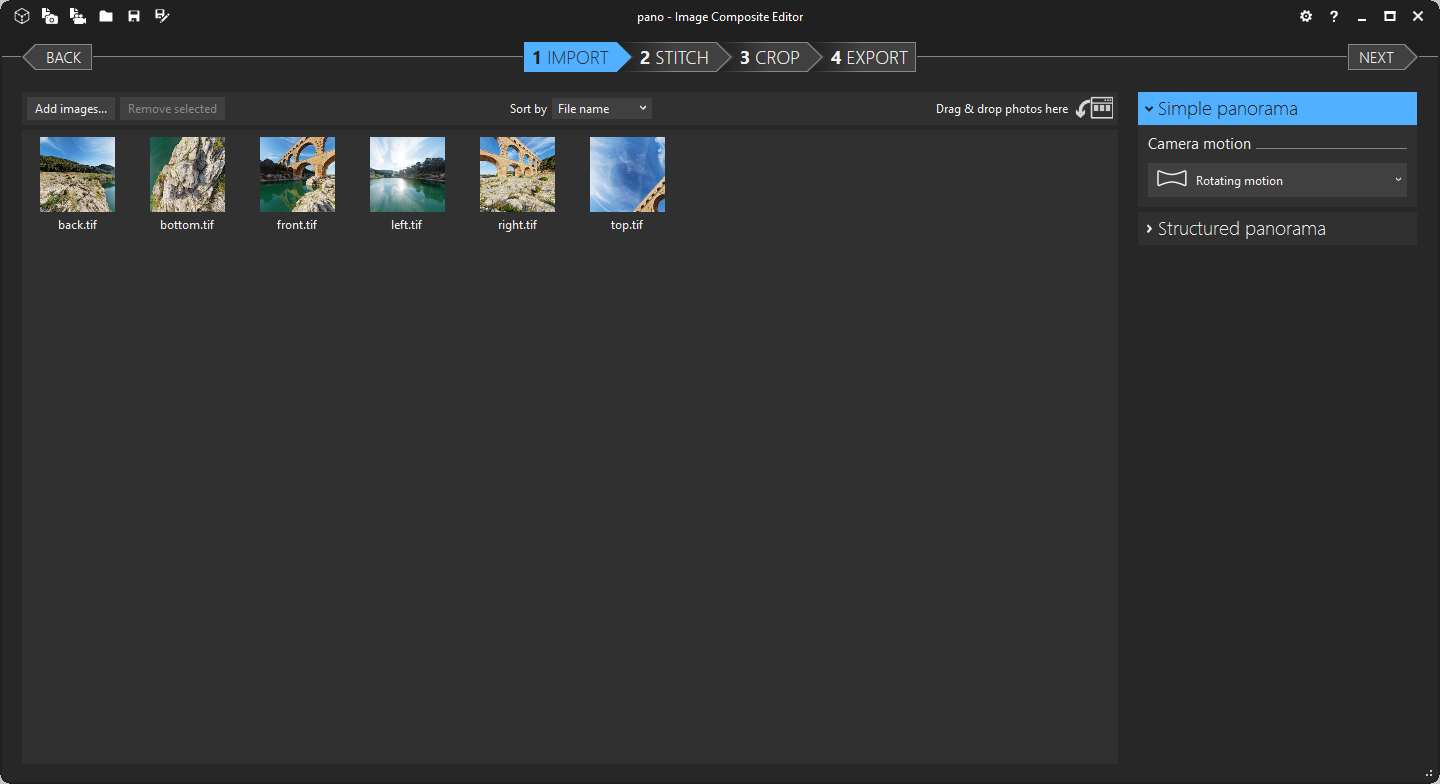 pano - Image Composite Editor
BACK
1 IMPORT
2 STITCH
3 CROP
4 EXPORT
NEXT
Add images...
Remove selected
Sort by
File name
Drag & drop photos here
Simple panorama
Camera motion
Rotating motion
Structured panorama
back.tif
bottom.tif
front.tif
left.tif
right.tif
top.tif